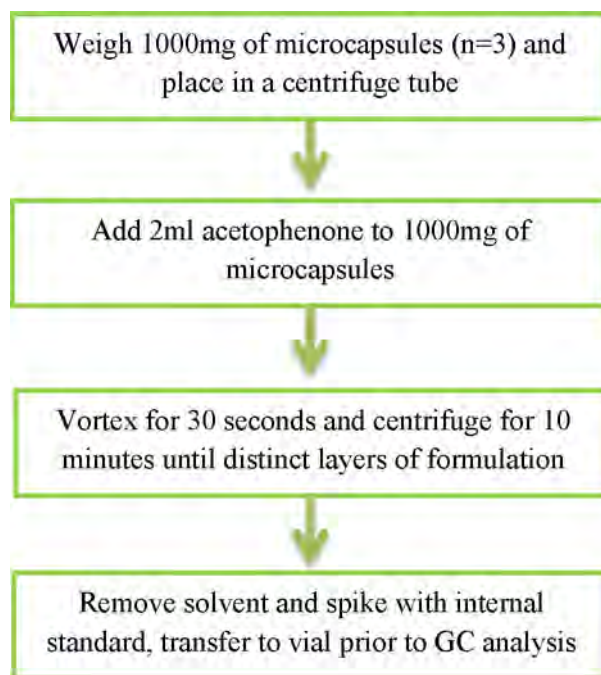 Weigh 1000mg of microcapsules (n=3) and
place in a centrifuge tube
Add 2ml acetophenone to 1000mg of
microcapsules
Vortex for 30 seconds and centrifuge for 10
minutes until distinct layers of formulation
Remove solvent and spike with internal
standard, transfer to vial prior to GC analysis